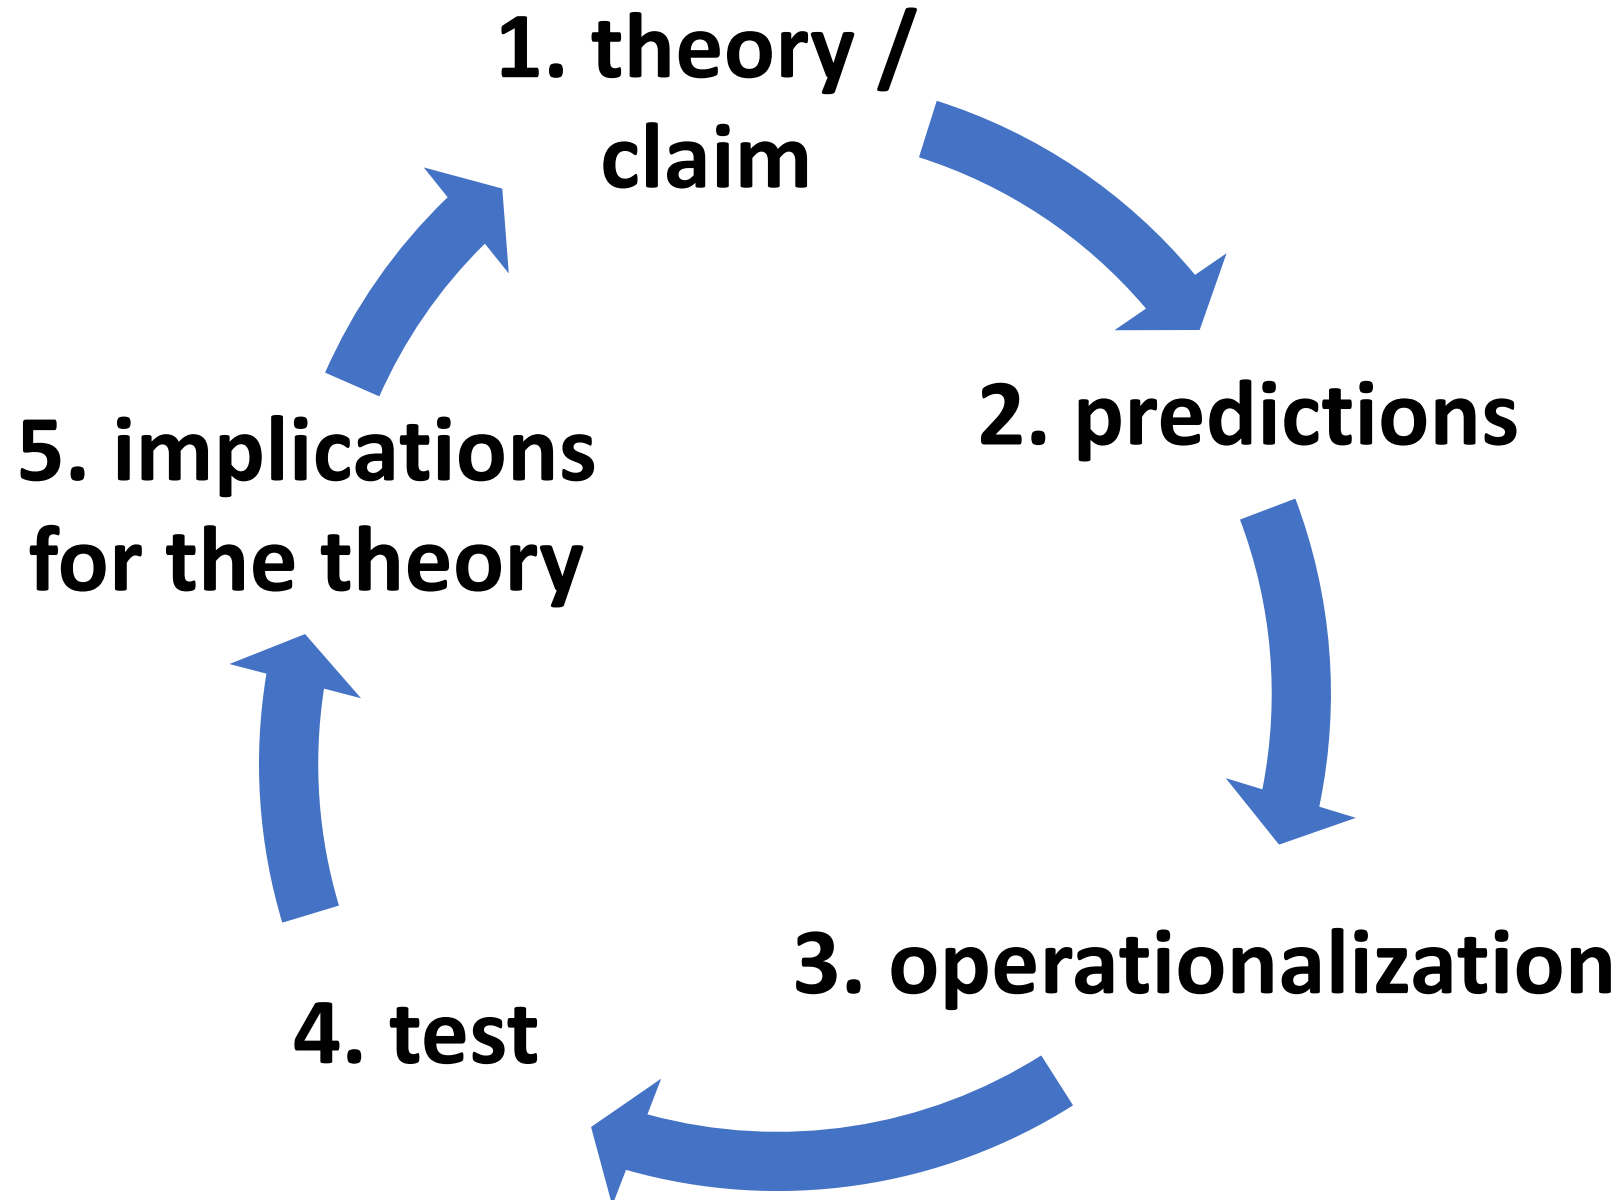 1. theory /
claim
2. predictions
3. operationalization
4. test
5. implications
for the theory